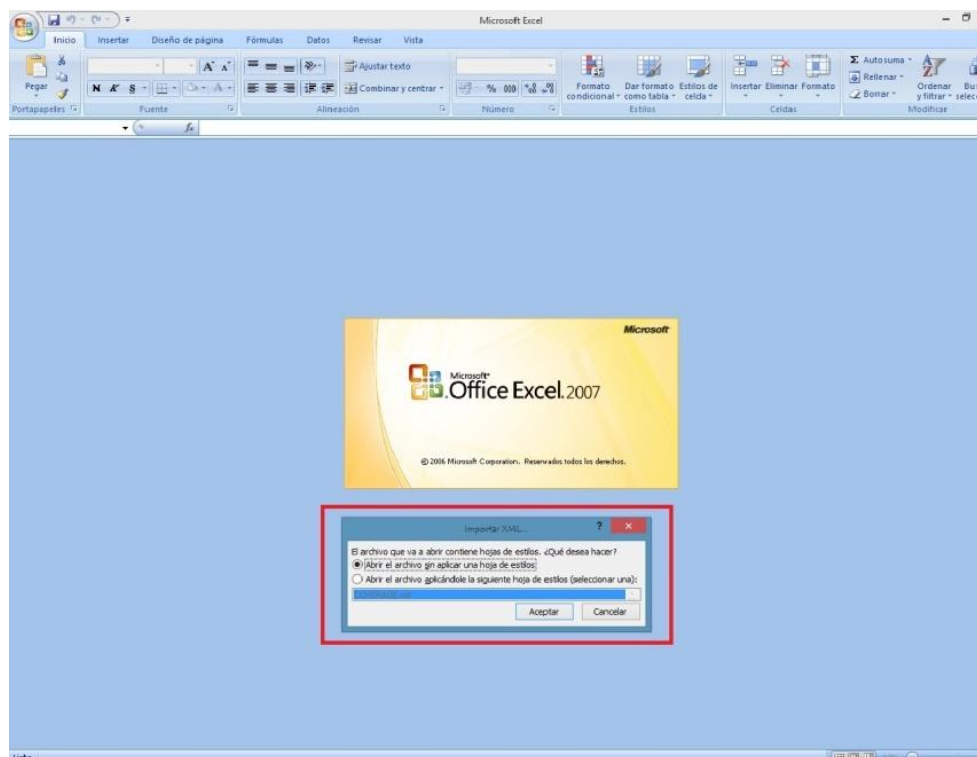 Microsoft Excel
Inicio Insertar Diseño de página Fórmulas Datos Revisar Vista
Pegar
N K S
A A
Ajustar texto
Combinar y centrar
% 000
Formato condicional
Dar formato como tabla
Estilos de celda
Insertar Eliminar Formato
Σ Autosuma
Rellenar
Borrar
Ordenar y filtrar
Portapapeles Fuente Alineación Número Estilos Celdas Modificar
fx
Microsoft
Microsoft
Office Excel 2007
© 2006 Microsoft Corporation. Reservados todos los derechos.
Importar XML
El archivo que va a abrir contiene hojas de estilos. ¿Qué desea hacer?
Abrir el archivo sin aplicar una hoja de estilos
Abrir el archivo aplicándole la siguiente hoja de estilos (seleccionar una):
Aceptar Cancelar